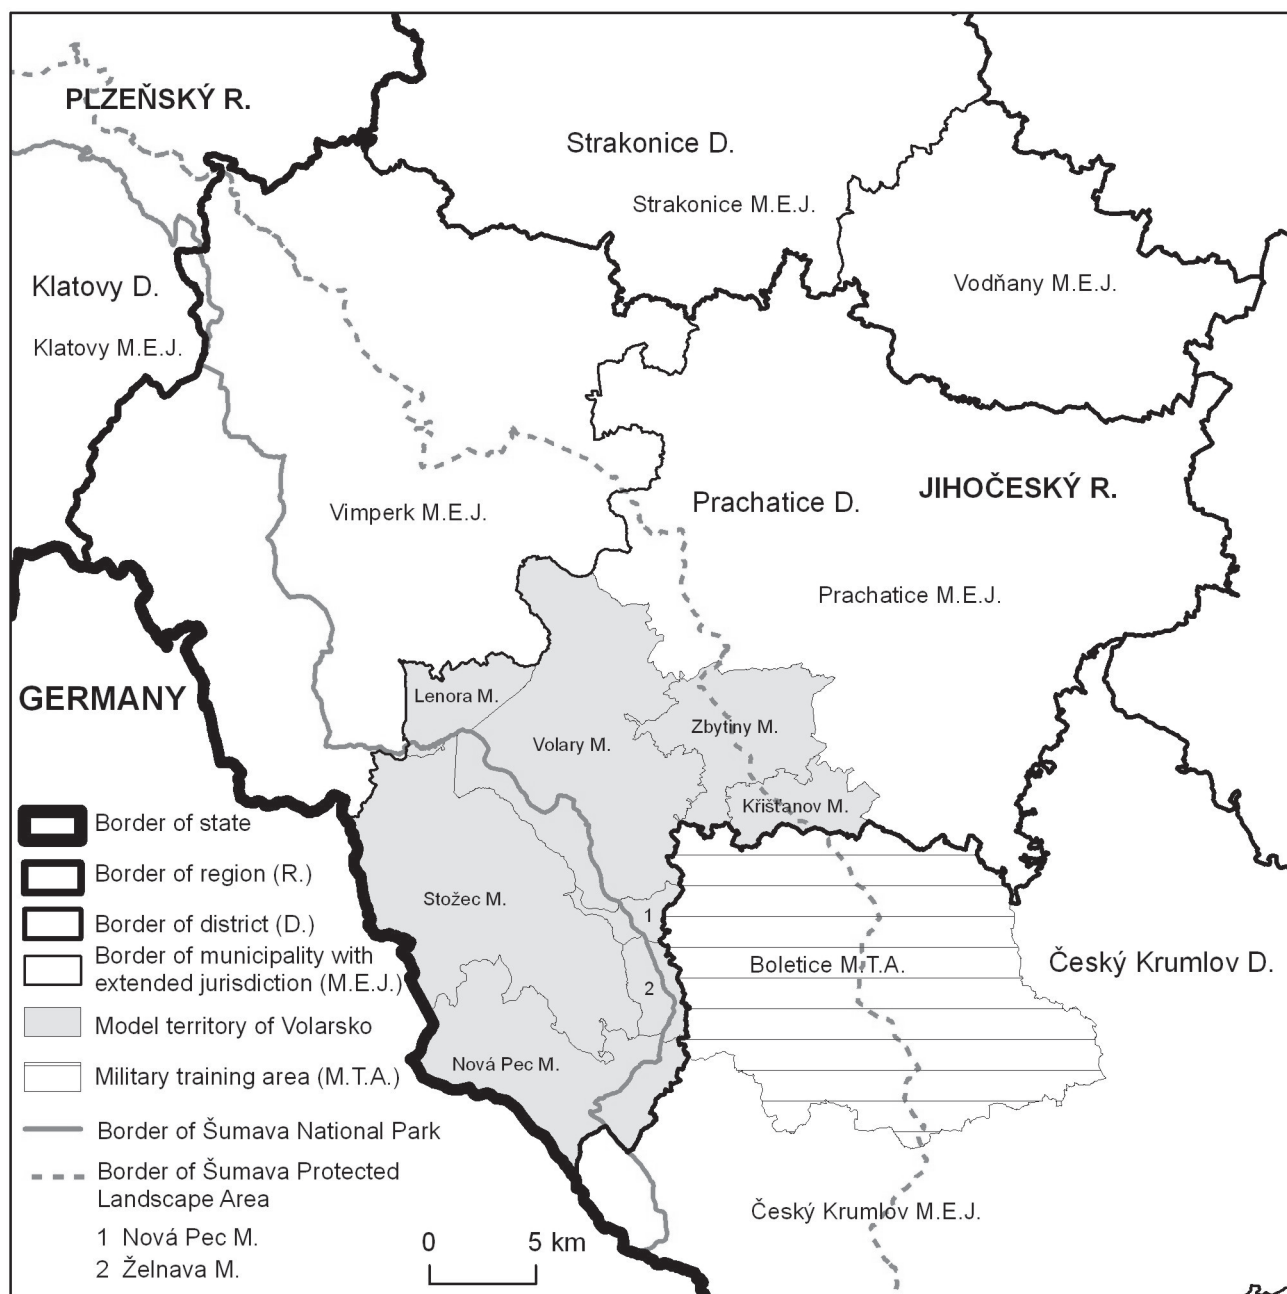 PLZEŇSKÝ R.
Strakonice D.
Strakonice M.E.J.
Klatovy D.
Vodňany M.E.J.
Klatovy M.E.J.
JIHOČESKÝ R.
Prachatice D.
Vimperk M.E.J.
Prachatice M.E.J.
GERMANY
Lenora M.
Zbytiny M.
Volary M.
Křišťanov M.
Stožec M.
1
Boletice M.T.A.
Český Krumlov D.
2
Nová Pec M.
Český Krumlov M.E.J.
Border of state
Border of region (R.)
Border of district (D.)
Border of municipality with
extended jurisdiction (M.E.J.)
Model territory of Volarsko
Military training area (M.T.A.)
Border of Šumava National Park
Border of Šumava Protected
Landscape Area
1 Nová Pec M.
2 Želnava M.
0 5 km